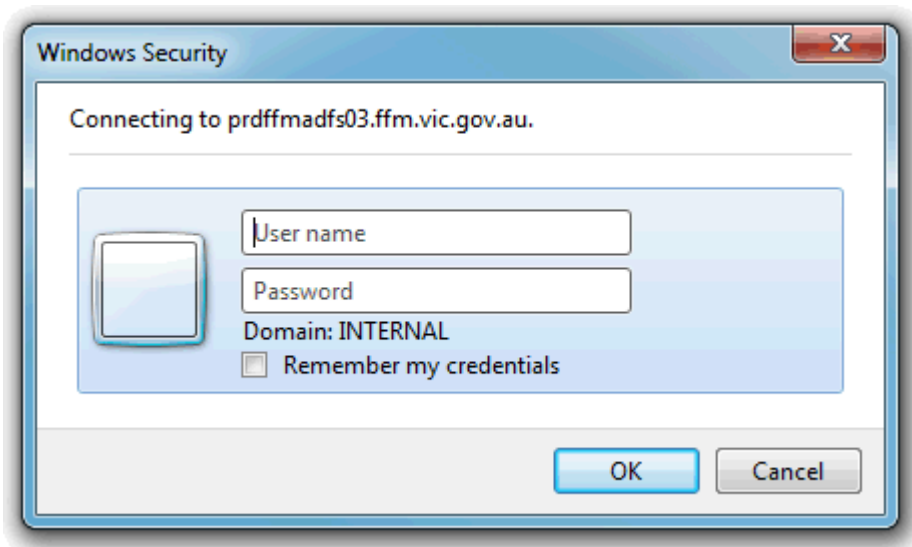 Windows Security
Connecting to prdffmadfs03.ffm.vic.gov.au.
User name
Password
Domain: INTERNAL
Remember my credentials
OK
Cancel